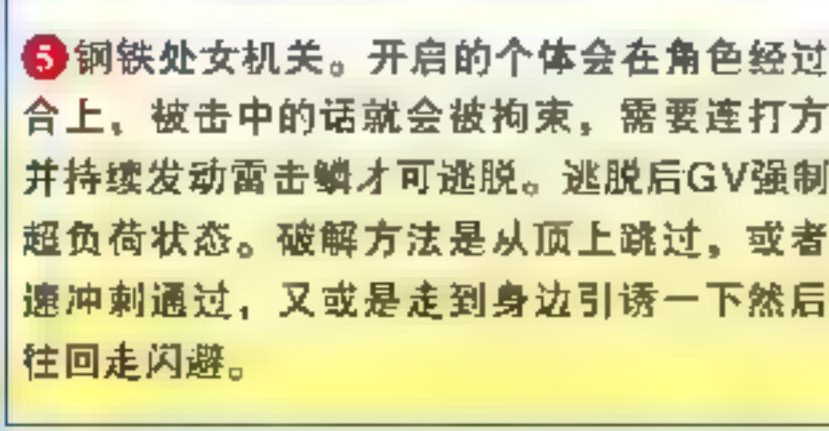 5 钢铁处女机关。开启的个体会在角色经过
合上，被击中的话就会被拘束，需要连打方
并持续发动雷击鳞才可逃脱。逃脱后GV强制
超负荷状态。破解方法是从顶上跳过，或者
速冲刺通过，又或是走到身边引诱一下然后
往回走闪避。